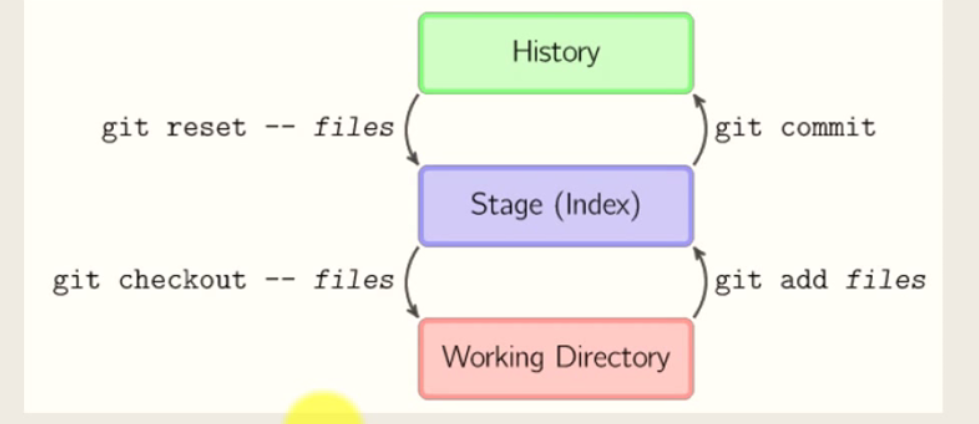 History
git reset -- files
git commit
Stage (Index)
git checkout -- files
git add files
Working Directory